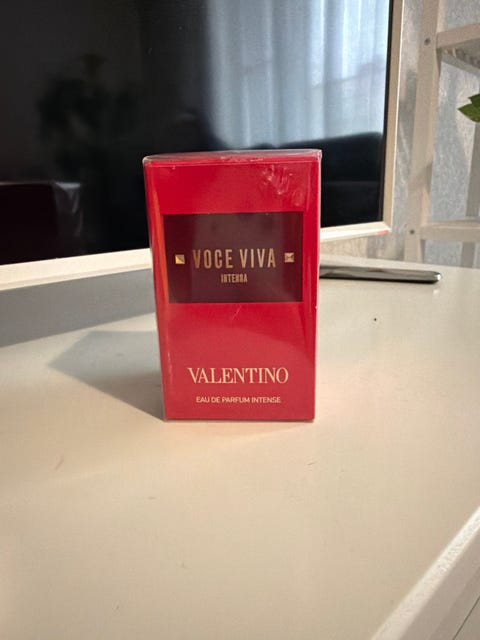 VOCE VIVA
INTENSA
VALENTINO
EAU DE PARFUM INTENSE